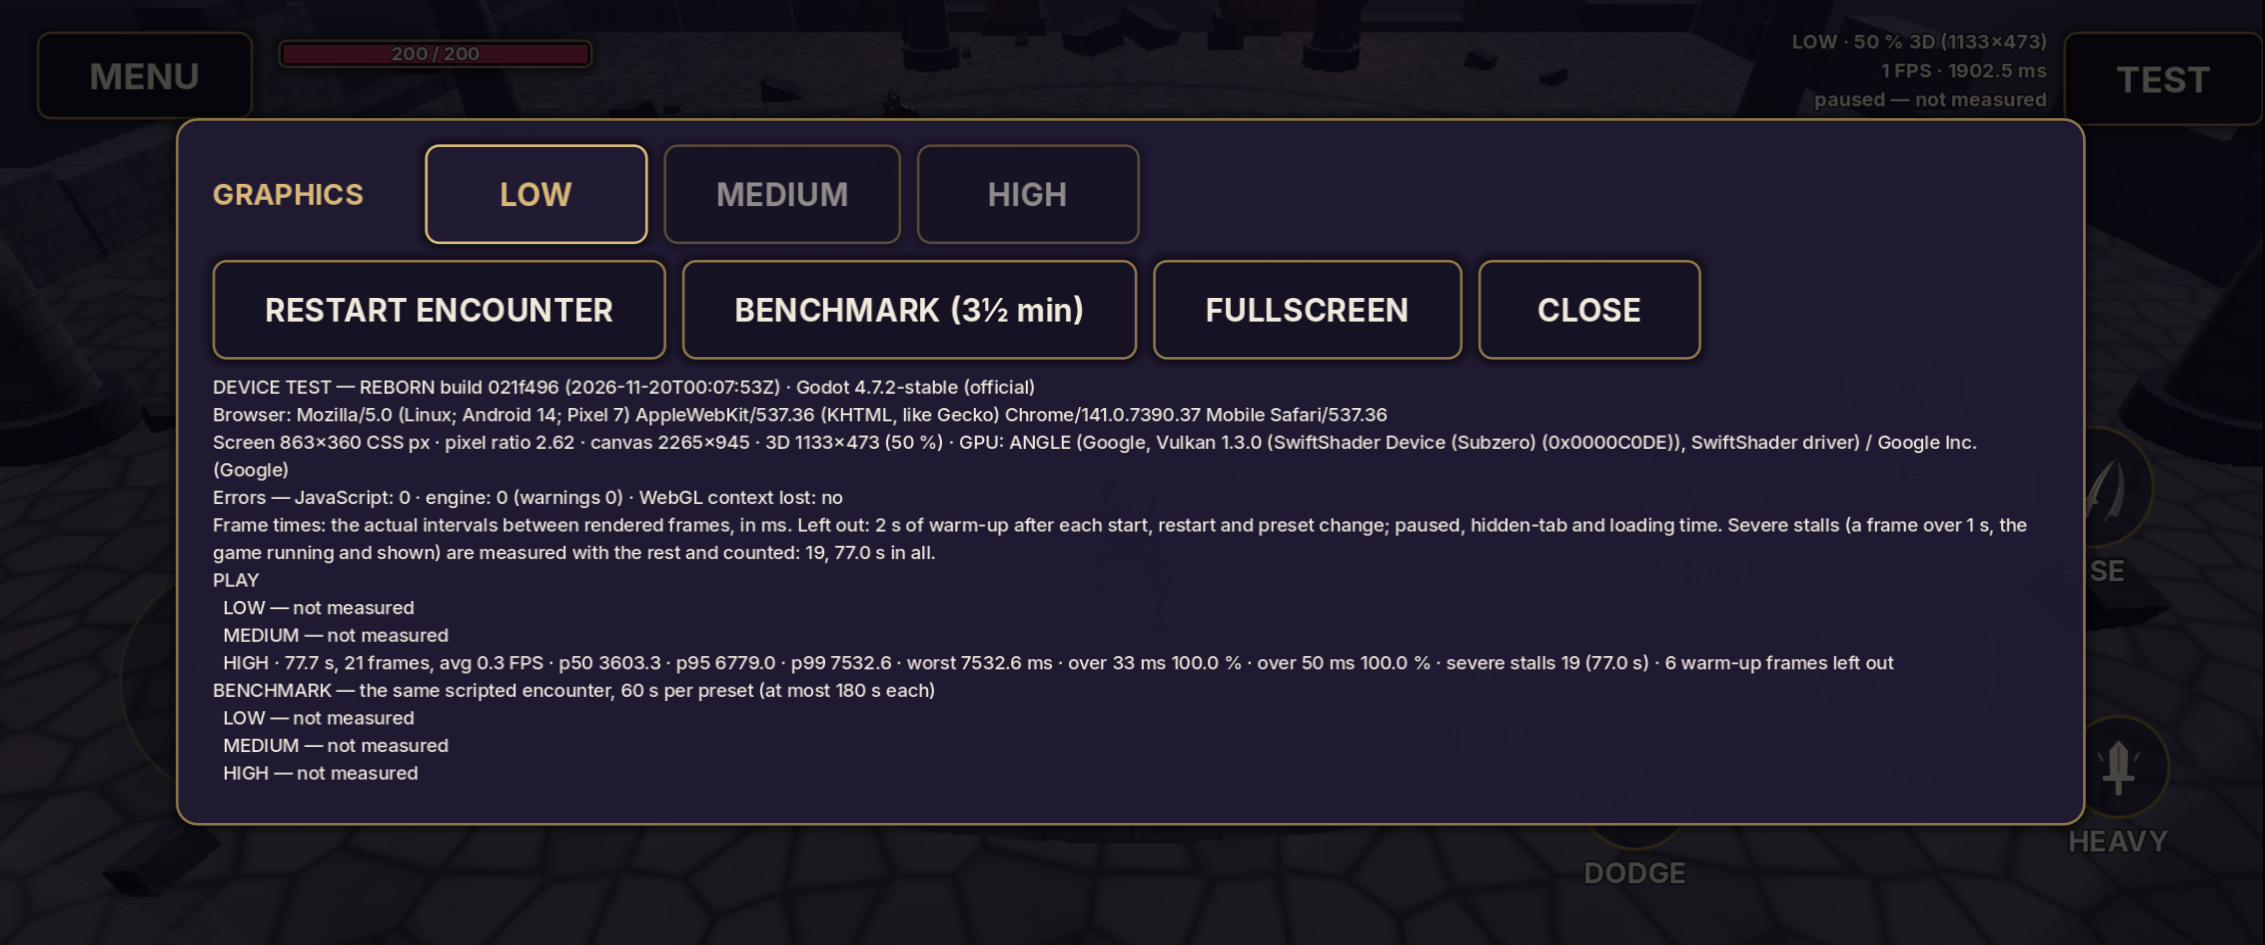 MENU
200 / 200
LOW · 50 % 3D (1133×473)
1 FPS · 1902.5 ms
paused — not measured
TEST
GRAPHICS
LOW
MEDIUM
HIGH
RESTART ENCOUNTER
BENCHMARK (3½ min)
FULLSCREEN
CLOSE
DEVICE TEST — REBORN build 021f496 (2026-11-20T00:07:53Z) · Godot 4.7.2-stable (official)
Browser: Mozilla/5.0 (Linux; Android 14; Pixel 7) AppleWebKit/537.36 (KHTML, like Gecko) Chrome/141.0.7390.37 Mobile Safari/537.36
Screen 863×360 CSS px · pixel ratio 2.62 · canvas 2265×945 · 3D 1133×473 (50 %) · GPU: ANGLE (Google, Vulkan 1.3.0 (SwiftShader Device (Subzero) (0x0000C0DE)), SwiftShader driver) / Google Inc.
(Google)
Errors — JavaScript: 0 · engine: 0 (warnings 0) · WebGL context lost: no
Frame times: the actual intervals between rendered frames, in ms. Left out: 2 s of warm-up after each start, restart and preset change; paused, hidden-tab and loading time. Severe stalls (a frame over 1 s, the
game running and shown) are measured with the rest and counted: 19, 77.0 s in all.
PLAY
LOW — not measured
MEDIUM — not measured
HIGH · 77.7 s, 21 frames, avg 0.3 FPS · p50 3603.3 · p95 6779.0 · p99 7532.6 · worst 7532.6 ms · over 33 ms 100.0 % · over 50 ms 100.0 % · severe stalls 19 (77.0 s) · 6 warm-up frames left out
BENCHMARK — the same scripted encounter, 60 s per preset (at most 180 s each)
LOW — not measured
MEDIUM — not measured
HIGH — not measured
STEP
CHAIN
RISE
JUMP
ATK
HEAVY
DODGE